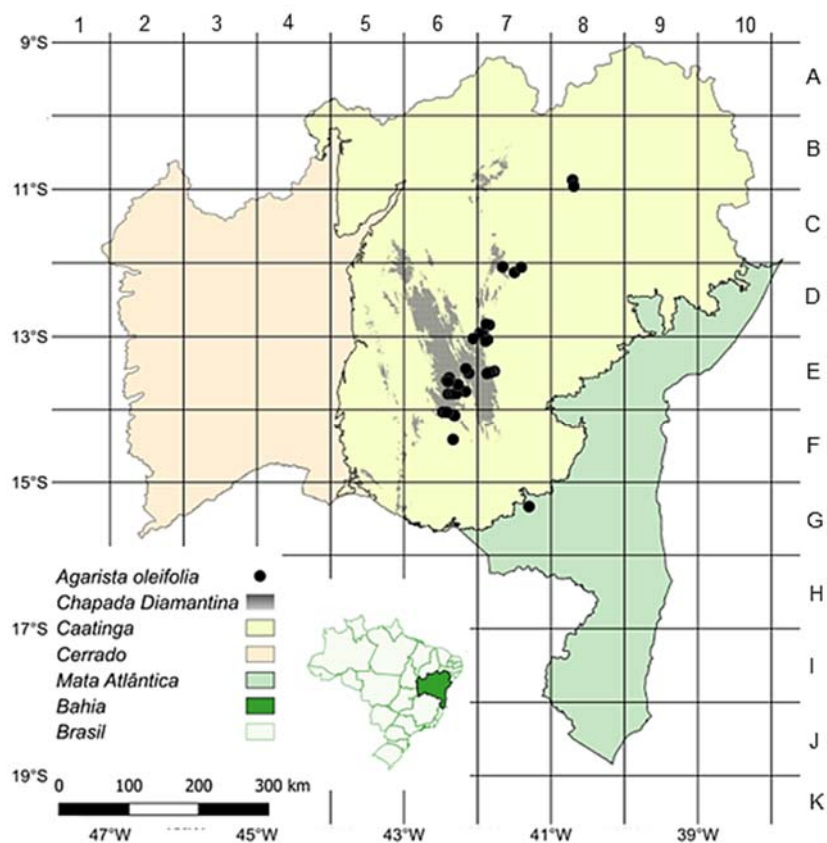 1 2 3 4 5 6 7 8 9 10
9°S
A
B
11°S
C
D
13°S
E
F
15°S
G
Agarista oleifolia
Chapada Diamantina
H
Caatinga
17°S
Cerrado
Mata Atlântica
I
Bahia
Brasil
J
19°S
0 100 200 300 km
K
47°W 45°W 43°W 41°W 39°W